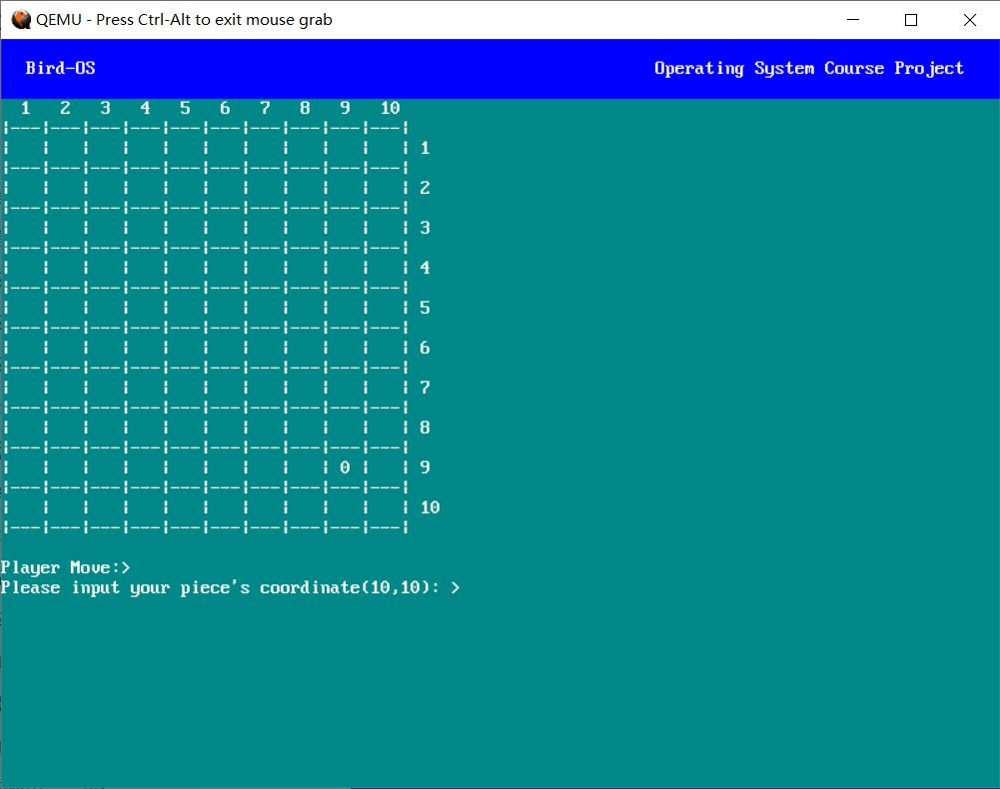 QEMU - Press Ctrl-Alt to exit mouse grab
Bird-OS Operating System Course Project
  1   2   3   4   5   6   7   8   9   10
¦---¦---¦---¦---¦---¦---¦---¦---¦---¦---¦
¦   ¦   ¦   ¦   ¦   ¦   ¦   ¦   ¦   ¦   ¦ 1
¦---¦---¦---¦---¦---¦---¦---¦---¦---¦---¦
¦   ¦   ¦   ¦   ¦   ¦   ¦   ¦   ¦   ¦   ¦ 2
¦---¦---¦---¦---¦---¦---¦---¦---¦---¦---¦
¦   ¦   ¦   ¦   ¦   ¦   ¦   ¦   ¦   ¦   ¦ 3
¦---¦---¦---¦---¦---¦---¦---¦---¦---¦---¦
¦   ¦   ¦   ¦   ¦   ¦   ¦   ¦   ¦   ¦   ¦ 4
¦---¦---¦---¦---¦---¦---¦---¦---¦---¦---¦
¦   ¦   ¦   ¦   ¦   ¦   ¦   ¦   ¦   ¦   ¦ 5
¦---¦---¦---¦---¦---¦---¦---¦---¦---¦---¦
¦   ¦   ¦   ¦   ¦   ¦   ¦   ¦   ¦   ¦   ¦ 6
¦---¦---¦---¦---¦---¦---¦---¦---¦---¦---¦
¦   ¦   ¦   ¦   ¦   ¦   ¦   ¦   ¦   ¦   ¦ 7
¦---¦---¦---¦---¦---¦---¦---¦---¦---¦---¦
¦   ¦   ¦   ¦   ¦   ¦   ¦   ¦   ¦   ¦   ¦ 8
¦---¦---¦---¦---¦---¦---¦---¦---¦---¦---¦
¦   ¦   ¦   ¦   ¦   ¦   ¦   ¦   ¦ 0 ¦   ¦ 9
¦---¦---¦---¦---¦---¦---¦---¦---¦---¦---¦
¦   ¦   ¦   ¦   ¦   ¦   ¦   ¦   ¦   ¦   ¦ 10
¦---¦---¦---¦---¦---¦---¦---¦---¦---¦---¦
Player Move:>
Please input your piece's coordinate(10,10): >